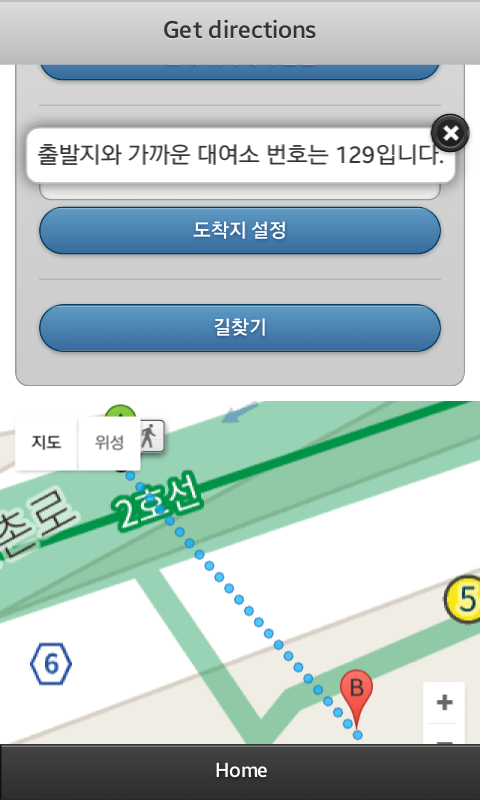 Get directions
출발지와 가까운 대여소 번호는 129입니다.
도착지 설정
길찾기
지도
위성
촌로
2호선
5
6
B
+
Home